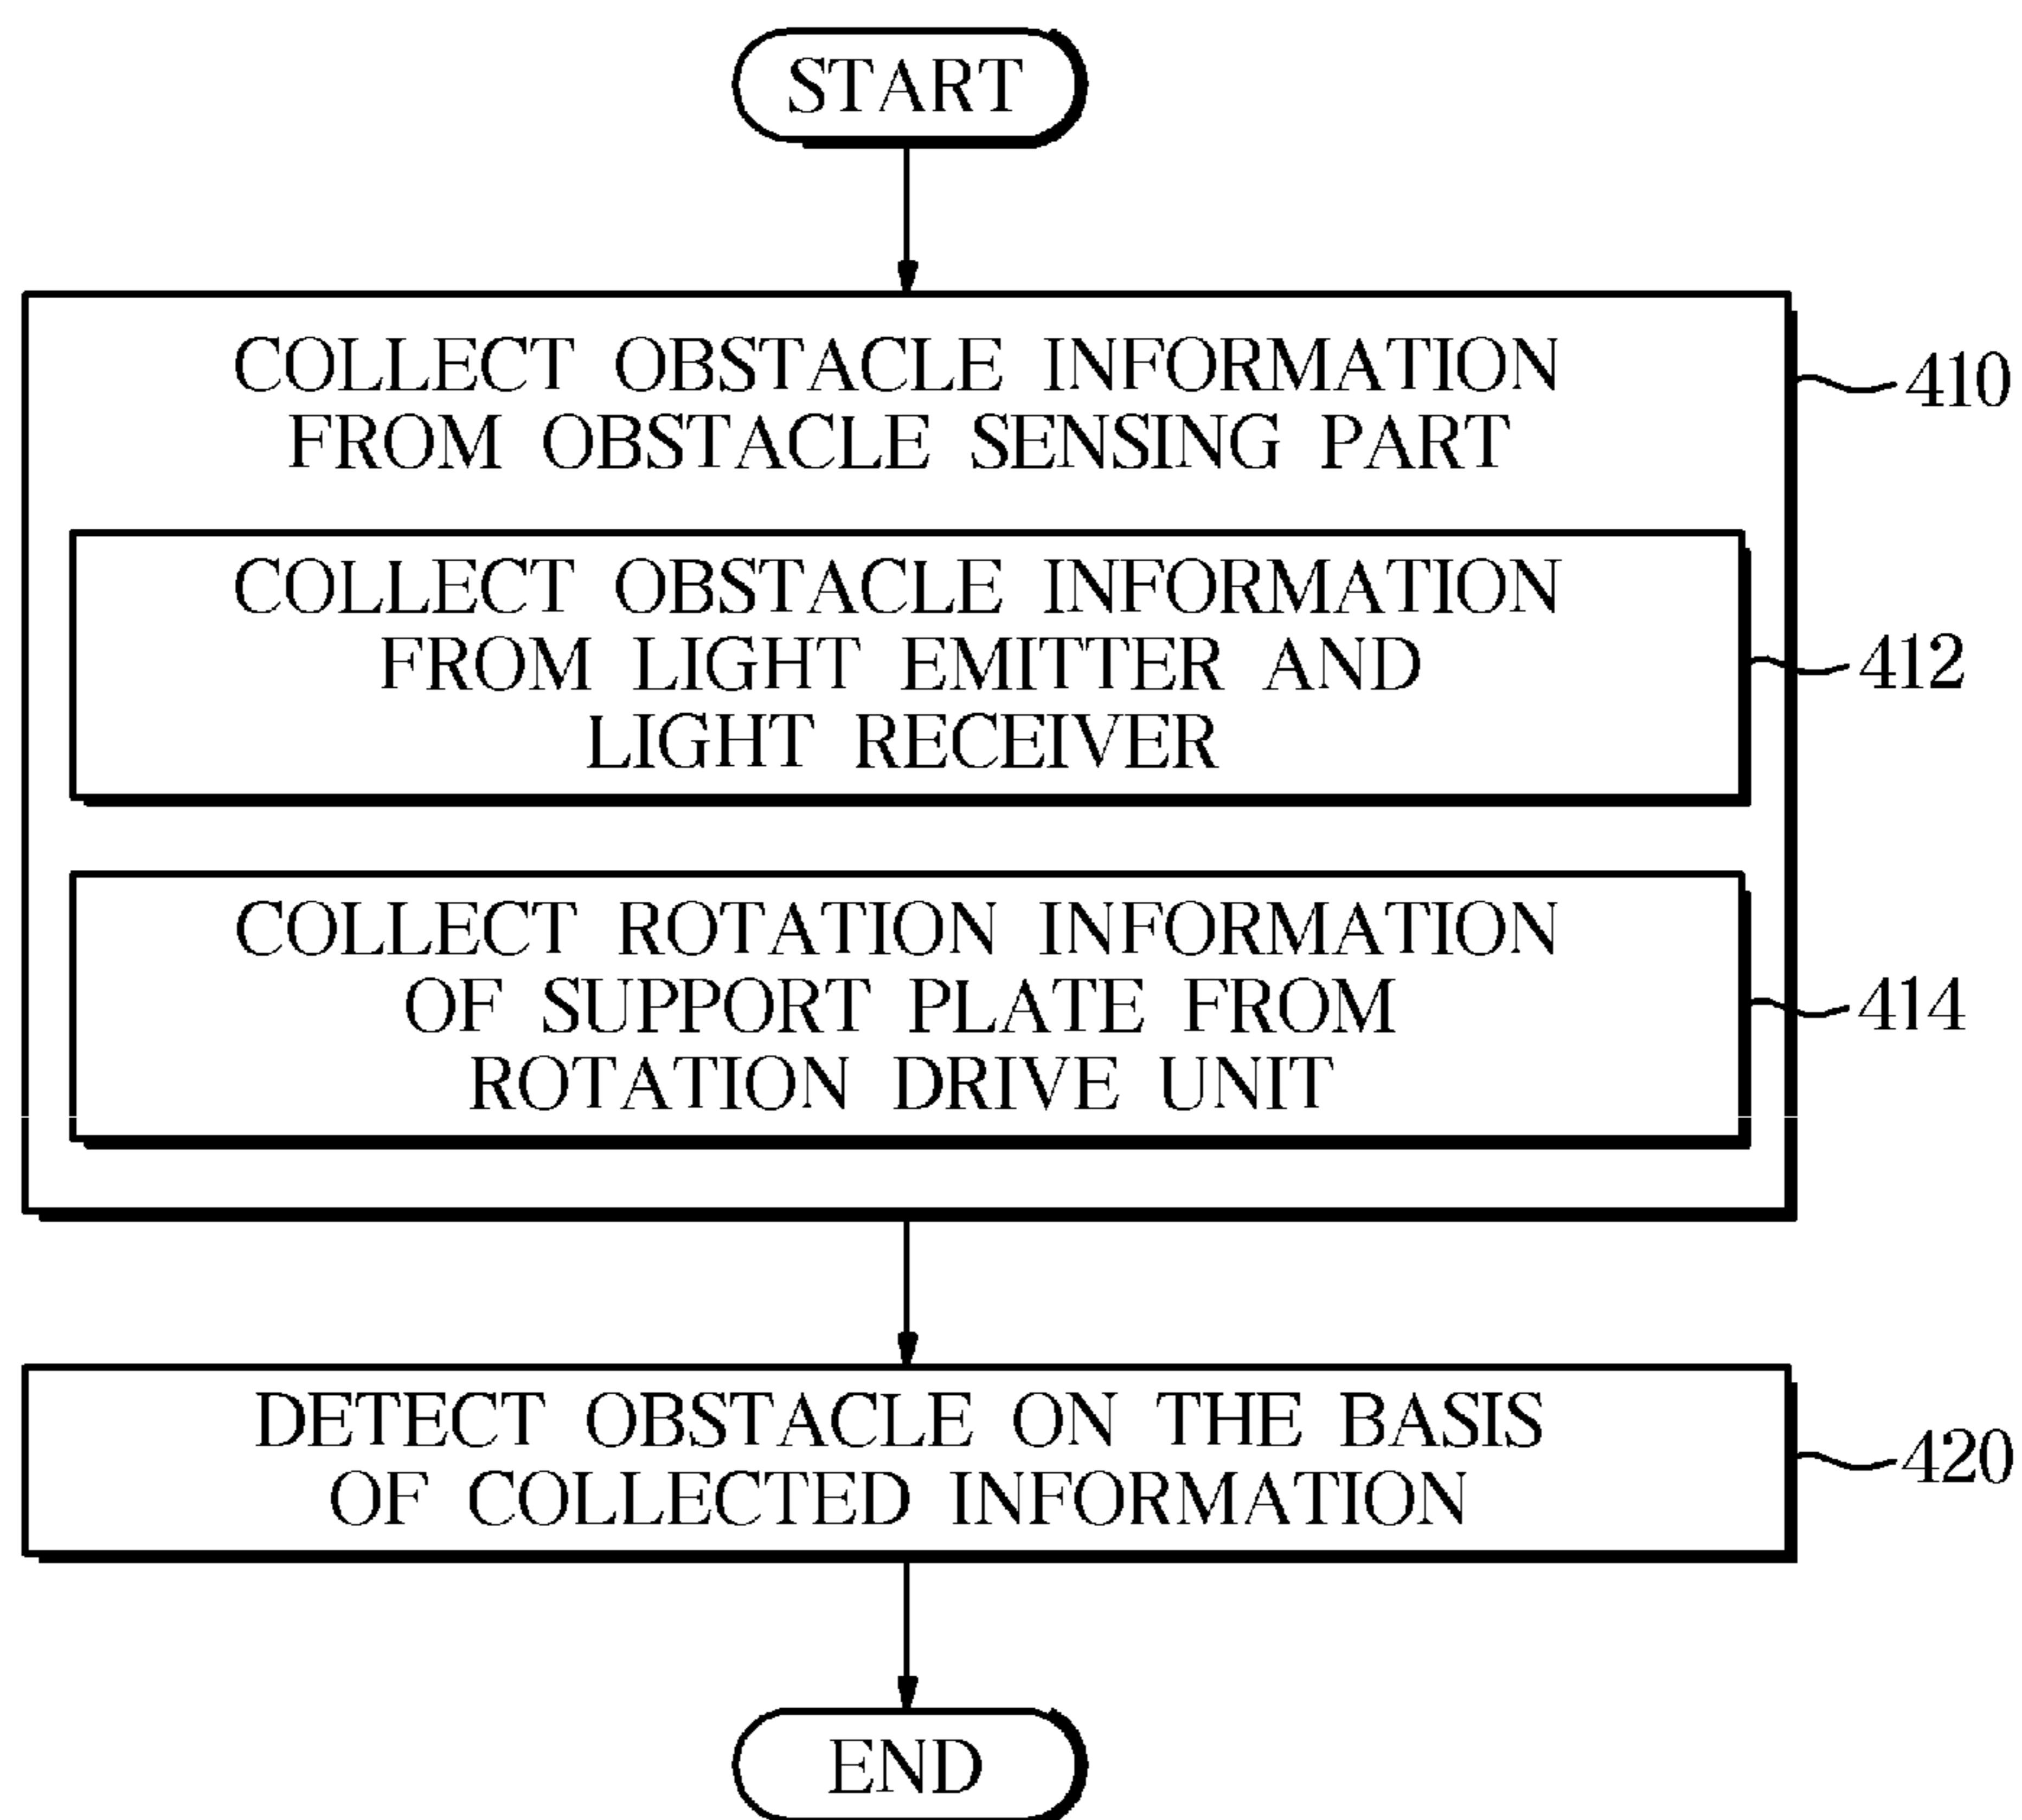 START
COLLECT OBSTACLE INFORMATION
FROM OBSTACLE SENSING PART
410
COLLECT OBSTACLE INFORMATION
FROM LIGHT EMITTER AND
LIGHT RECEIVER
412
COLLECT ROTATION INFORMATION
OF SUPPORT PLATE FROM
ROTATION DRIVE UNIT
414
DETECT OBSTACLE ON THE BASIS
OF COLLECTED INFORMATION
420
END